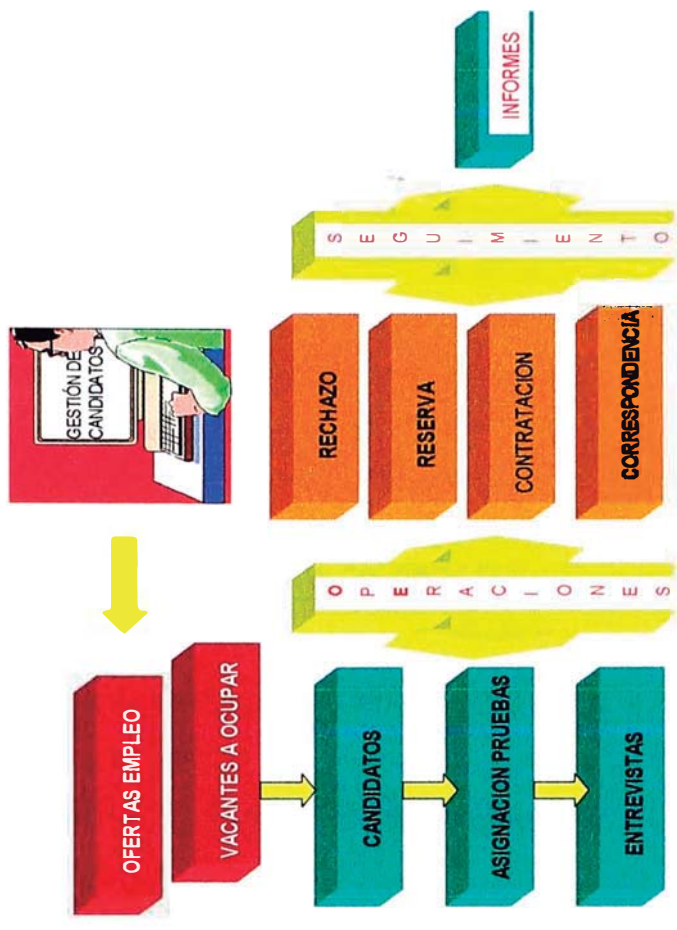 GESTIÓN DE
CANDIDATOS
OFERTAS EMPLEO
VACANTES A OCUPAR
CANDIDATOS
ASIGNACION PRUEBAS
ENTREVISTAS
OPERACIONES
RECHAZO
RESERVA
CONTRATACION
CORRESPONDENCIA
SEGUIMIENTO
INFORMES